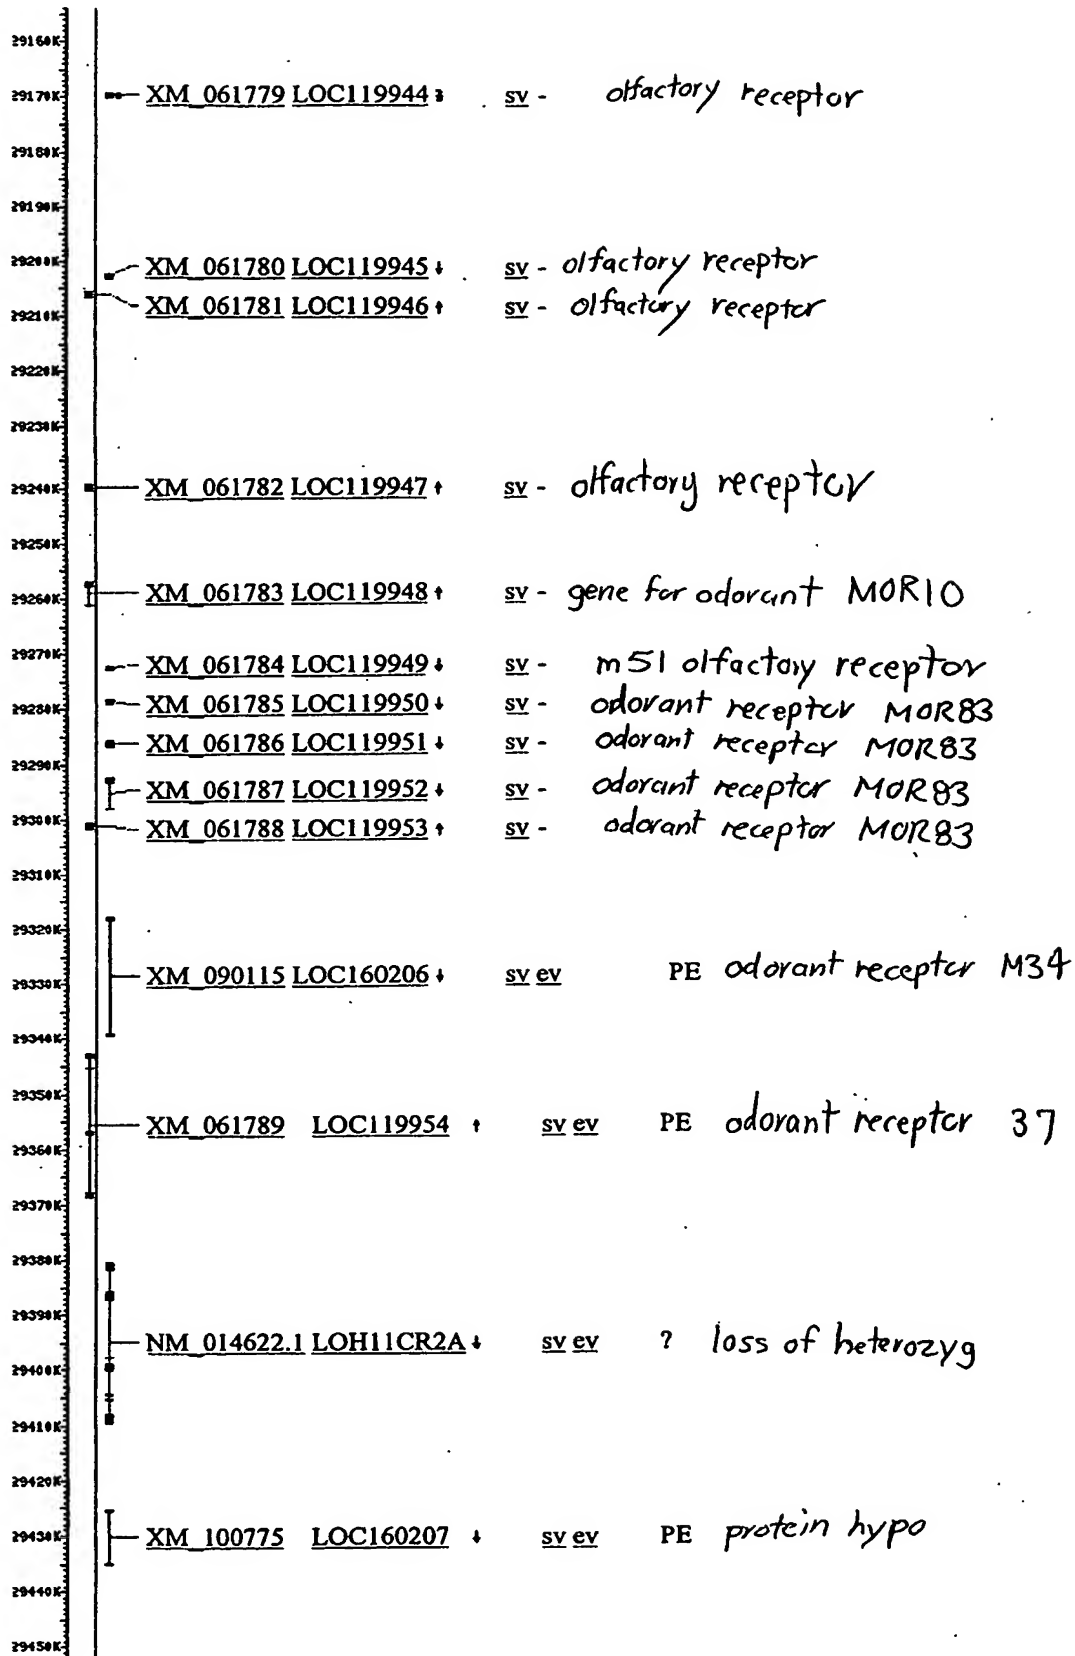 29160K
29170K XM_061779 LOC119944 sv - olfactory receptor
29180K
29190K
29200K XM_061780 LOC119945 ↓ sv - olfactory receptor
29210K XM_061781 LOC119946 ↑ sv - olfactory receptor
29220K
29230K
29240K XM_061782 LOC119947 ↑ sv - olfactory receptor
29250K
29260K XM_061783 LOC119948 ↑ sv - gene for odorant MOR10
29270K XM_061784 LOC119949 ↓ sv - m51 olfactory receptor
29280K XM_061785 LOC119950 ↓ sv - odorant receptor MOR83
XM_061786 LOC119951 ↓ sv - odorant receptor MOR83
29290K XM_061787 LOC119952 ↓ sv - odorant receptor MOR83
29300K XM_061788 LOC119953 ↑ sv - odorant receptor MOR83
29310K
29320K
29330K XM_090115 LOC160206 ↓ sv ev PE odorant receptor M34
29340K
29350K
XM_061789 LOC119954 ↑ sv ev PE odorant receptor 37
29360K
29370K
29380K
29390K
NM_014622.1 LOH11CR2A ↓ sv ev ? loss of heterozyg
29400K
29410K
29420K
29430K XM_100775 LOC160207 ↓ sv ev PE protein hypo
29440K
29450K